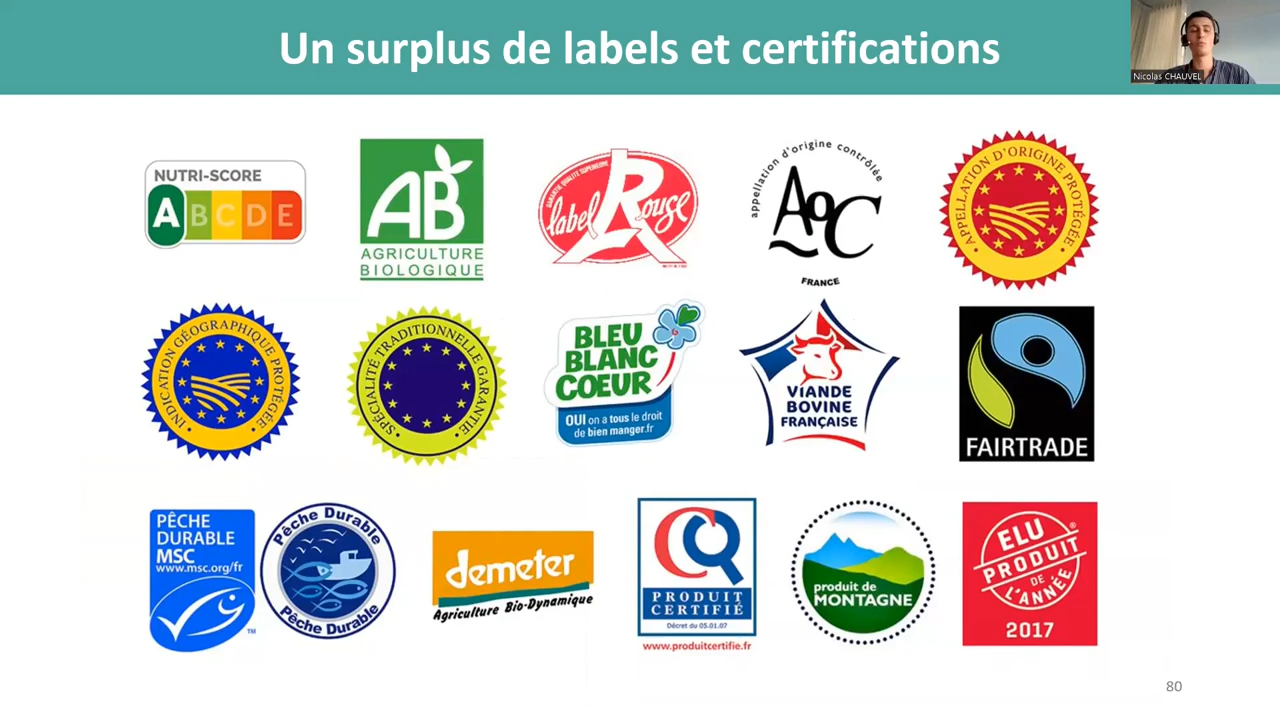 Un surplus de labels et certifications
Nicolas CHAUVEL
NUTRI-SCORE
A B C D E
AB
AGRICULTURE
BIOLOGIQUE
label Rouge
appellation d'origine contrôlée
AOC
FRANCE
APPELLATION D'ORIGINE PROTÉGÉE
INDICATION GÉOGRAPHIQUE PROTÉGÉE
SPÉCIALITÉ TRADITIONNELLE GARANTIE
BLEU
BLANC
COEUR
OUI on a tous le droit
de bien manger.fr
VIANDE
BOVINE
FRANÇAISE
FAIRTRADE
PÊCHE
DURABLE
MSC
www.msc.org/fr
TM
Pêche Durable
Pêche Durable
demeter
Agriculture Bio-Dynamique
CQ
PRODUIT
CERTIFIÉ
Décret du 05.01.07
www.produitcertifie.fr
produit de
MONTAGNE
ELU
PRODUIT
DE
L'ANNÉE
®
2017
80